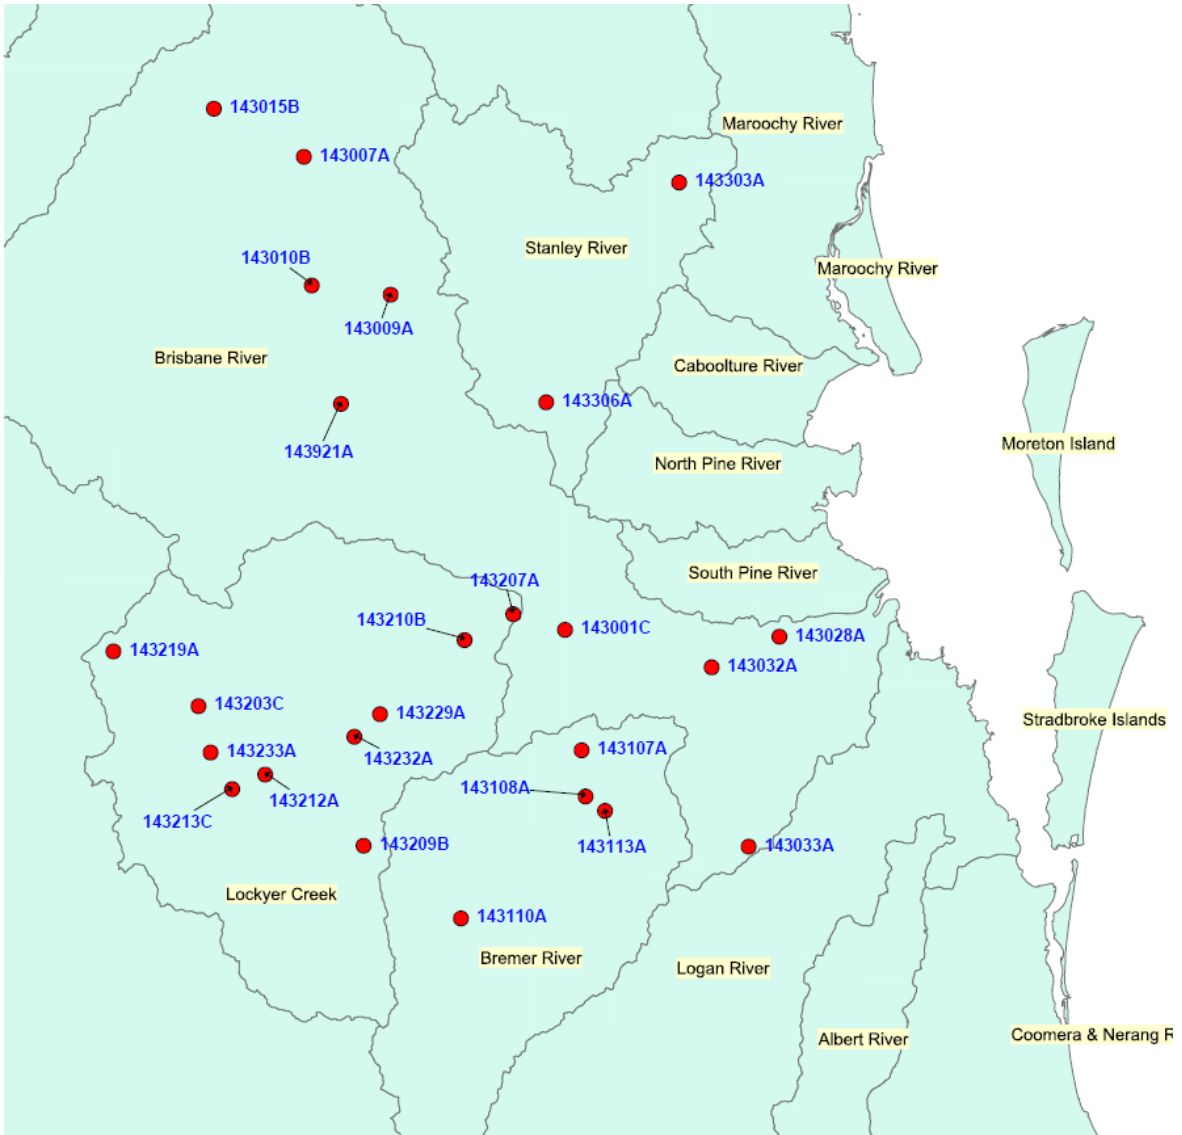 143015B
Maroochy River
143007A
143303A
Stanley River
143010B
Maroochy River
143009A
Brisbane River
Caboolture River
143306A
Moreton Island
143921A
North Pine River
South Pine River
143207A
143210B
143001C
143028A
143219A
143032A
143203C
143229A
Stradbroke Islands
143233A
143232A
143107A
143108A
143212A
143213C
143209B
143113A
143033A
Lockyer Creek
143110A
Bremer River
Logan River
Albert River
Coomera & Nerang R